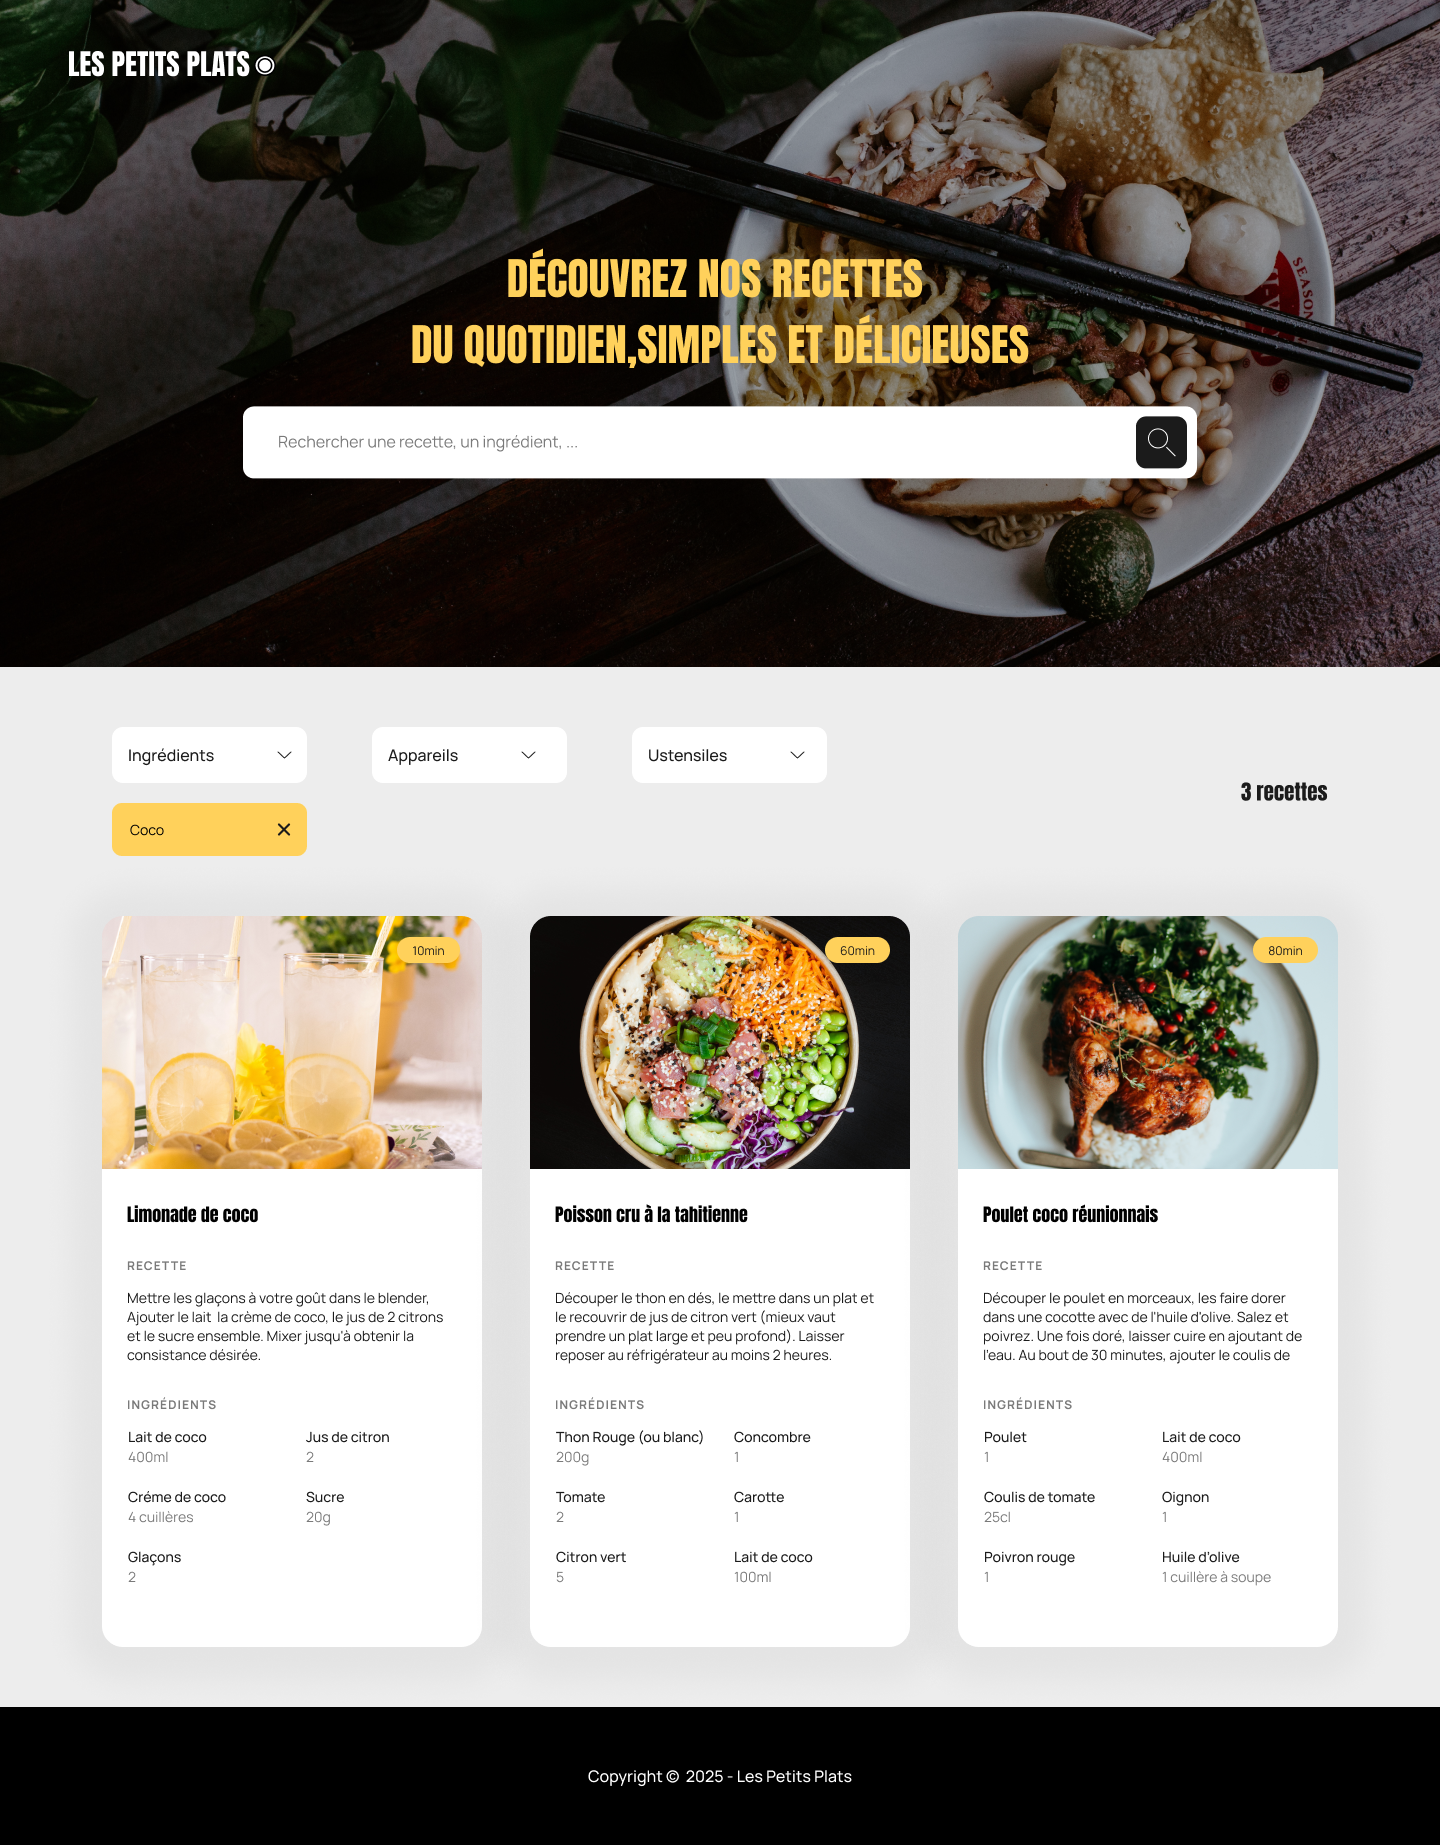 LES PETITS PLATS
DÉCOUVREZ NOS RECETTES
DU QUOTIDIEN,SIMPLES ET DÉLICIEUSES
Rechercher une recette, un ingrédient, ...
Ingrédients
Appareils
Ustensiles
3 recettes
Coco
10min
Limonade de coco
RECETTE
Mettre les glaçons à votre goût dans le blender,
Ajouter le lait  la crème de coco, le jus de 2 citrons
et le sucre ensemble. Mixer jusqu'à obtenir la
consistance désirée.
INGRÉDIENTS
Lait de coco
400ml
Jus de citron
2
Créme de coco
4 cuillères
Sucre
20g
Glaçons
2
60min
Poisson cru à la tahitienne
RECETTE
Découper le thon en dés, le mettre dans un plat et
le recouvrir de jus de citron vert (mieux vaut
prendre un plat large et peu profond). Laisser
reposer au réfrigérateur au moins 2 heures.
INGRÉDIENTS
Thon Rouge (ou blanc)
200g
Concombre
1
Tomate
2
Carotte
1
Citron vert
5
Lait de coco
100ml
80min
Poulet coco réunionnais
RECETTE
Découper le poulet en morceaux, les faire dorer
dans une cocotte avec de l'huile d'olive. Salez et
poivrez. Une fois doré, laisser cuire en ajoutant de
l'eau. Au bout de 30 minutes, ajouter le coulis de
INGRÉDIENTS
Poulet
1
Lait de coco
400ml
Coulis de tomate
25cl
Oignon
1
Poivron rouge
1
Huile d'olive
1 cuillère à soupe
Copyright © 2025 - Les Petits Plats